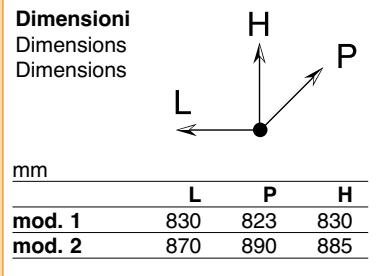 Dimensioni
Dimensions
Dimensions
H
P
L
mm
L P H
mod. 1 830 823 830
mod. 2 870 890 885